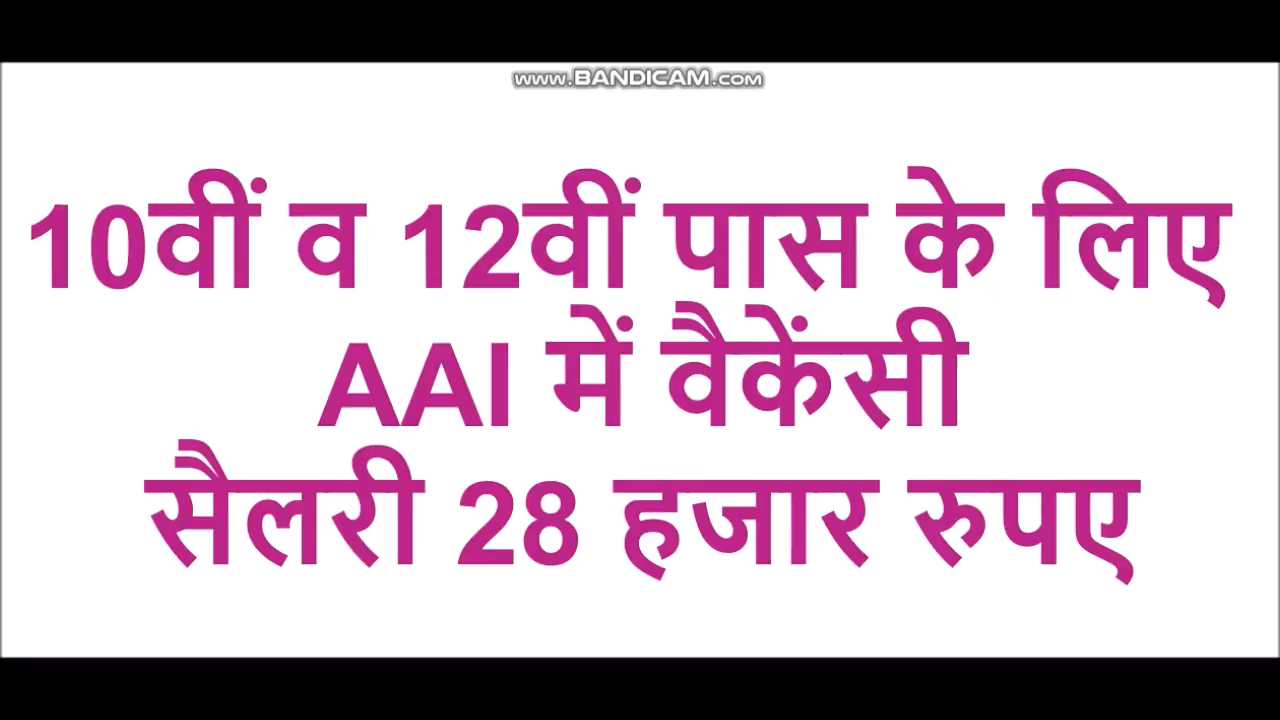 www.BANDICAM.com
10वीं व 12वीं पास के लिए
AAI में वैकेंसी
सैलरी 28 हजार रुपए